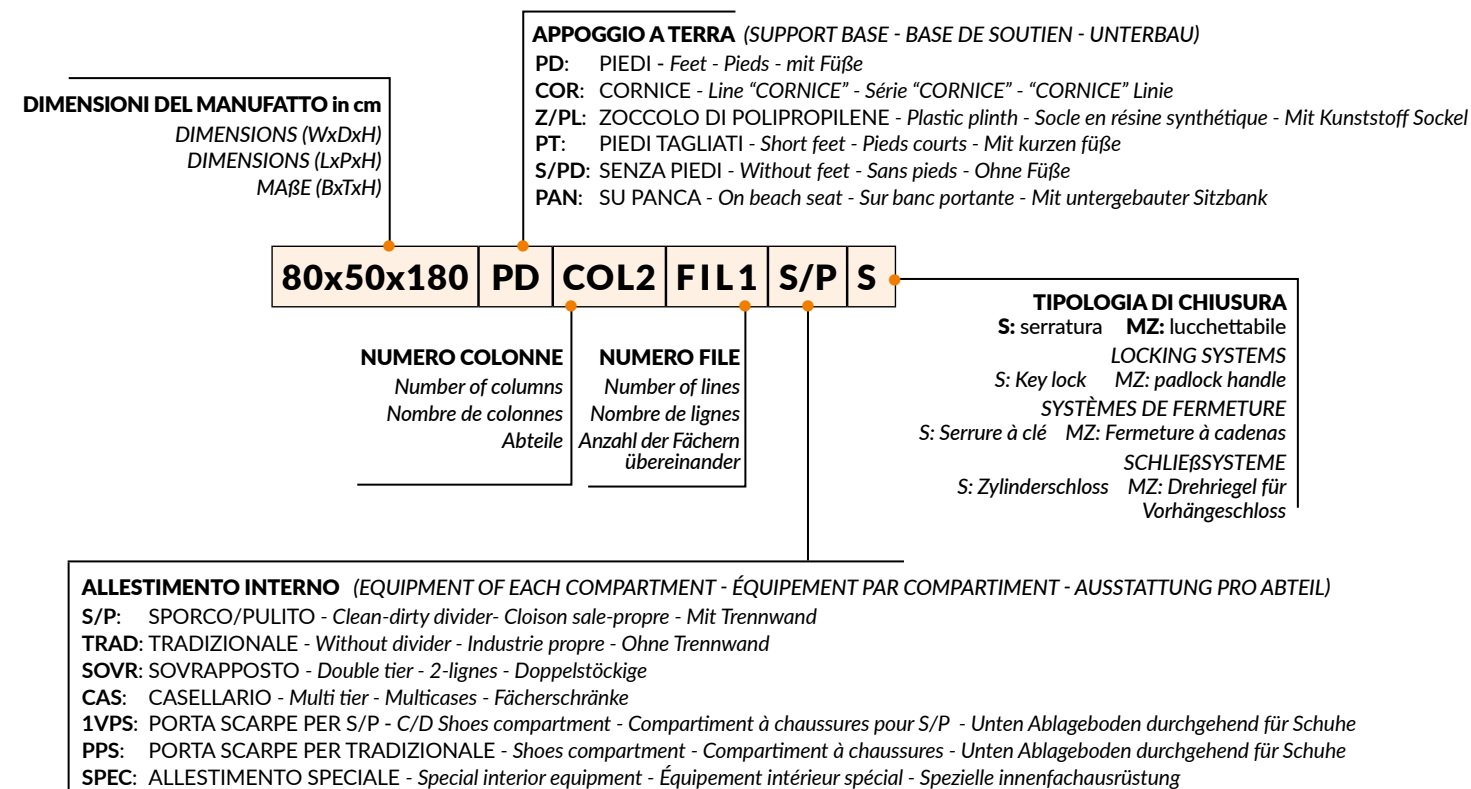 APPOGGIO A TERRA (SUPPORT BASE - BASE DE SOUTIEN - UNTERBAU)
PD: PIEDI - Feet - Pieds - mit Füße
COR: CORNICE - Line “CORNICE” - Série “CORNICE” - “CORNICE” Linie
Z/PL: ZOCCOLO DI POLIPROPILENE - Plastic plinth - Socle en résine synthétique - Mit Kunststoff Sockel
PT: PIEDI TAGLIATI - Short feet - Pieds courts - Mit kurzen füße
S/PD: SENZA PIEDI - Without feet - Sans pieds - Ohne Füße
PAN: SU PANCA - On beach seat - Sur banc portante - Mit untergebauter Sitzbank
DIMENSIONI DEL MANUFATTO in cm
DIMENSIONS (WxDxH)
DIMENSIONS (LxPxH)
MAßE (BxTxH)
80x50x180 PD COL2 FIL1 S/P S
NUMERO COLONNE
Number of columns
Nombre de colonnes
Abteile
NUMERO FILE
Number of lines
Nombre de lignes
Anzahl der Fächern
übereinander
TIPOLOGIA DI CHIUSURA
S: serratura MZ: lucchettabile
LOCKING SYSTEMS
S: Key lock MZ: padlock handle
SYSTÈMES DE FERMETURE
S: Serrure à clé MZ: Fermeture à cadenas
SCHLIEßSYSTEME
S: Zylinderschloss MZ: Drehriegel für
Vorhängeschloss
ALLESTIMENTO INTERNO (EQUIPMENT OF EACH COMPARTMENT - ÉQUIPEMENT PAR COMPARTIMENT - AUSSTATTUNG PRO ABTEIL)
S/P: SPORCO/PULITO - Clean-dirty divider- Cloison sale-propre - Mit Trennwand
TRAD: TRADIZIONALE - Without divider - Industrie propre - Ohne Trennwand
SOVR: SOVRAPPOSTO - Double tier - 2-lignes - Doppelstöckige
CAS: CASELLARIO - Multi tier - Multicases - Fächerschränke
1VPS: PORTA SCARPE PER S/P - C/D Shoes compartment - Compartiment à chaussures pour S/P - Unten Ablageboden durchgehend für Schuhe
PPS: PORTA SCARPE PER TRADIZIONALE - Shoes compartment - Compartiment à chaussures - Unten Ablageboden durchgehend für Schuhe
SPEC: ALLESTIMENTO SPECIALE - Special interior equipment - Équipement intérieur spécial - Spezielle innenfachausrüstung